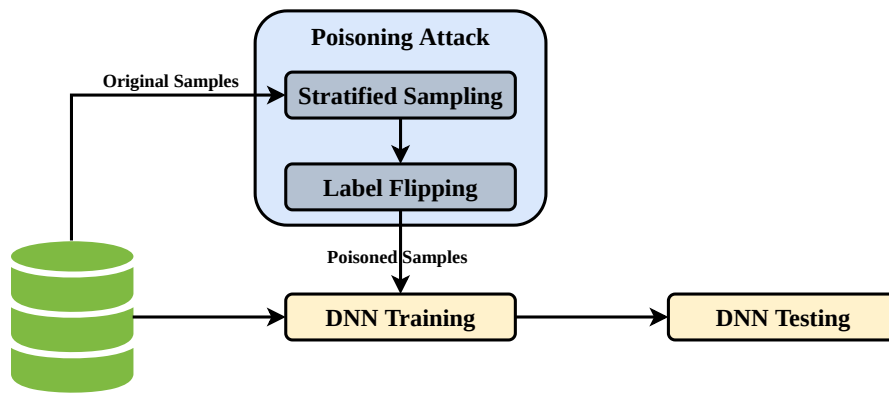 Poisoning Attack
Original Samples
Stratified Sampling
Label Flipping
Poisoned Samples
DNN Training
DNN Testing